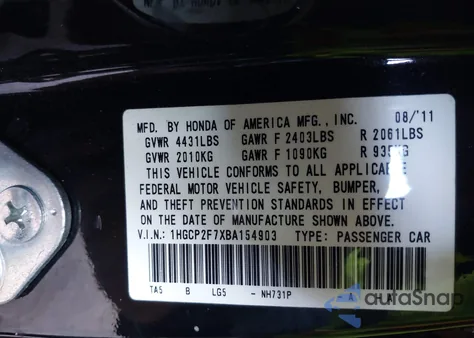 MFD. BY HONDA OF AMERICA MFG., INC. 08/'11
GVWR 4431LBS GAWR F 2403LBS R 2061LBS
GVWR 2010KG GAWR F 1090KG R 935KG
THIS VEHICLE CONFORMS TO ALL APPLICABLE
FEDERAL MOTOR VEHICLE SAFETY, BUMPER,
AND THEFT PREVENTION STANDARDS IN EFFECT
ON THE DATE OF MANUFACTURE SHOWN ABOVE.
V.I.N.: 1HGCP2F7XBA154903 TYPE: PASSENGER CAR
TA5 B LG5 - NH731P A
autoSnap